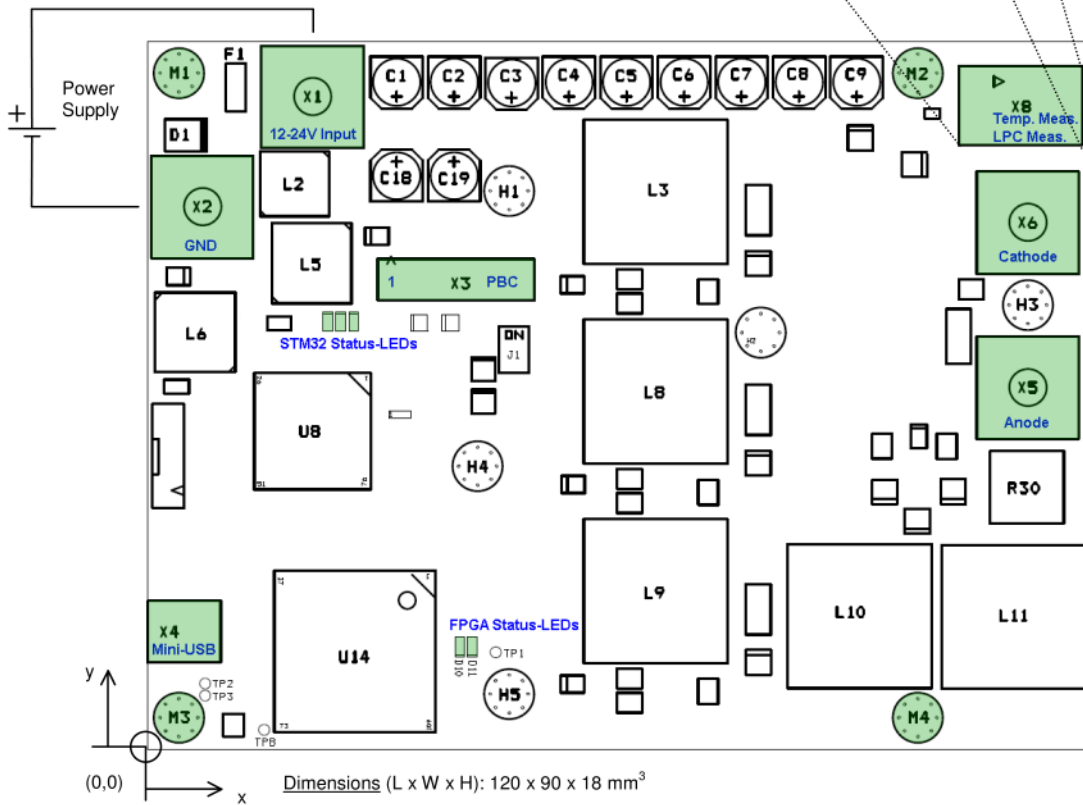 Power
Supply
+
M1
F1
X1
12-24V Input
C1
+
C2
+
C3
+
C4
+
C5
+
C6
+
C7
+
C8
+
C9
+
M2
X8
Temp. Meas.
LPC Meas.
D1
X2
GND
L2
+
C18
+
C19
H1
L3
X6
Cathode
L5
1
X3
PBC
L6
STM32 Status-LEDs
ON
J1
H2
H3
X5
Anode
U8
L8
H4
R30
L9
L10
L11
X4
Mini-USB
U14
FPGA Status-LEDs
D10
D11
TP1
H5
TP2
TP3
M3
TP8
M4
y
(0,0)
x
Dimensions (L x W x H): 120 x 90 x 18 mm³